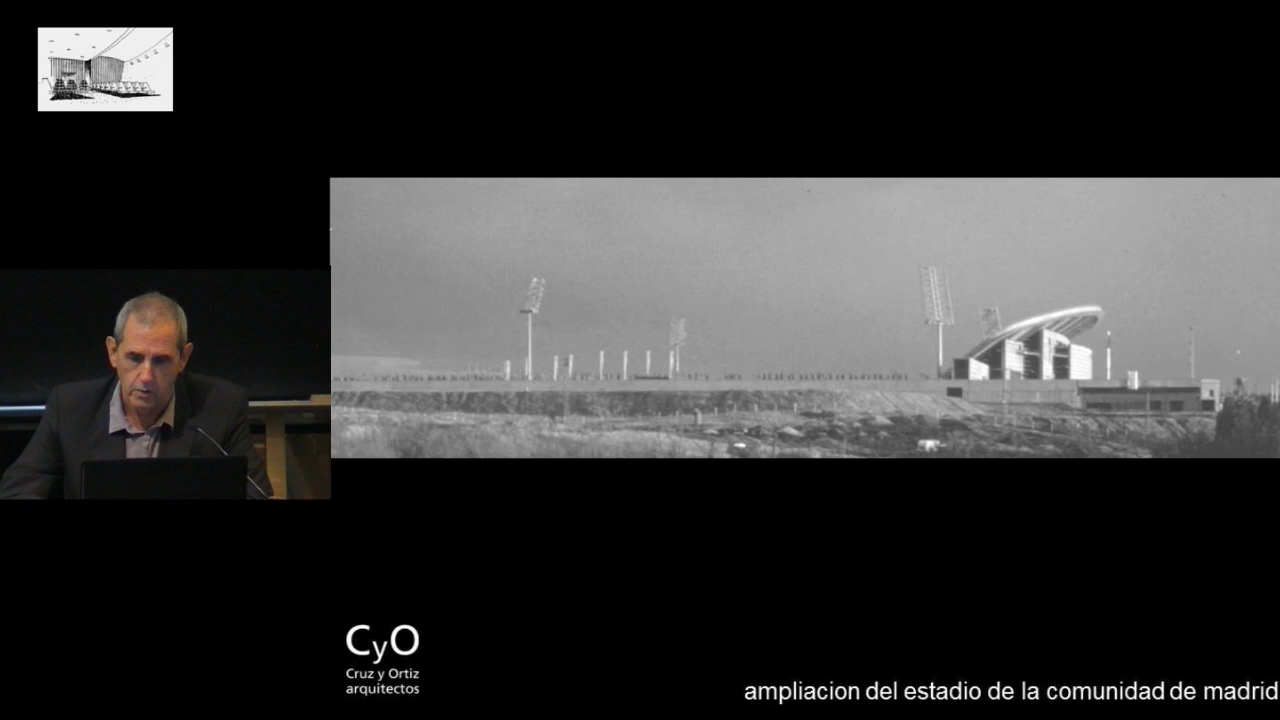 CyO
Cruz y Ortiz
arquitectos
ampliacion del estadio de la comunidad de madrid